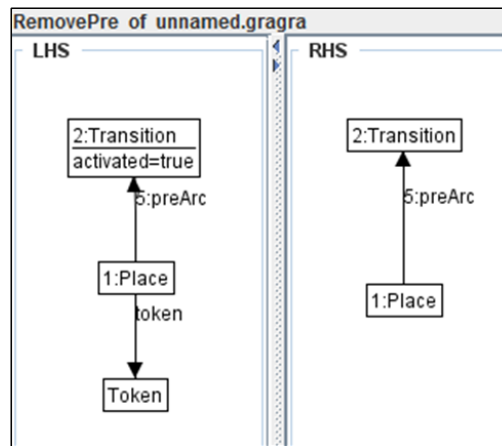 RemovePre of unnamed.gragra
LHS
2:Transition
activated=true
5:preArc
1:Place
token
Token
RHS
2:Transition
5:preArc
1:Place